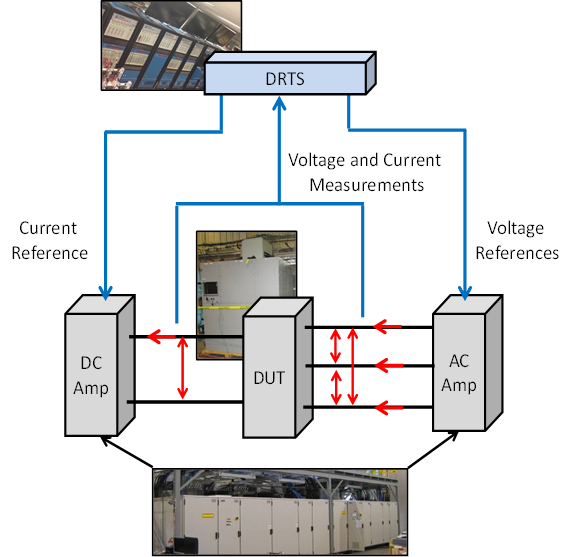 DRTS
Voltage and Current
Measurements
Current
Reference
Voltage
References
DC
Amp
DUT
AC
Amp